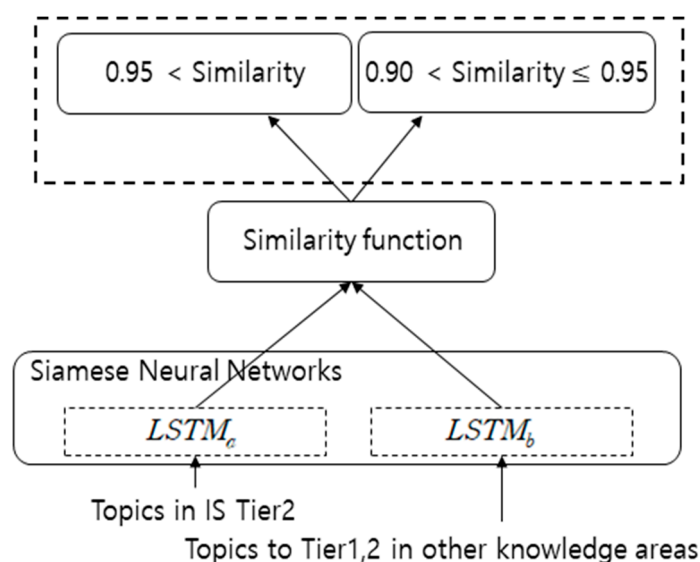 0.95 < Similarity
0.90 < Similarity ≤ 0.95
Similarity function
Siamese Neural Networks
LSTMₐ
LSTM_b
Topics in IS Tier2
Topics to Tier1,2 in other knowledge areas